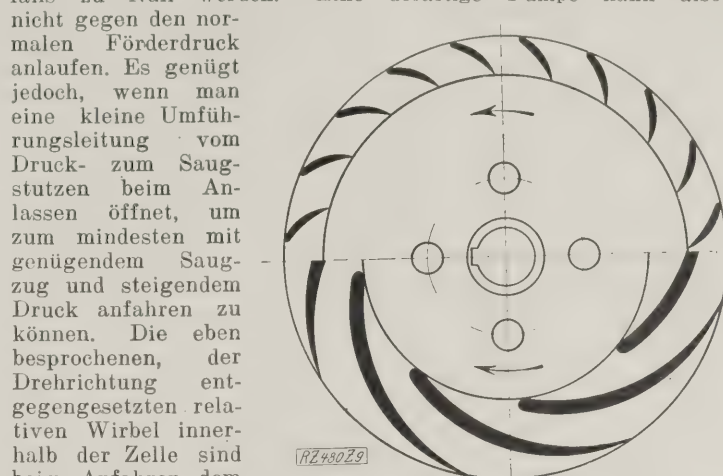 nicht gegen den nor-
malen Förderdruck
anlaufen. Es genügt
jedoch, wenn man
eine kleine Umfüh-
rungsleitung vom
Druck- zum Saug-
stutzen beim An-
lassen öffnet, um
zum mindesten mit
genügendem Saug-
zug und steigendem
Druck anfahren zu
können. Die eben
besprochenen, der
Drehrichtung ent-
gegengesetzten rela-
tiven Wirbel inner-
halb der Zelle sind
RZ480Z9